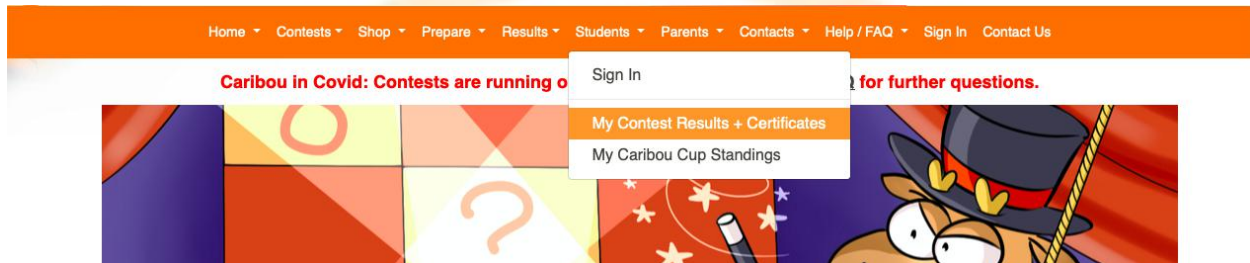 Home Contests Shop Prepare Results Students Parents Contacts Help / FAQ Sign In Contact Us
Sign In
Caribou in Covid: Contests are running for further questions.
My Contest Results + Certificates
My Caribou Cup Standings
?